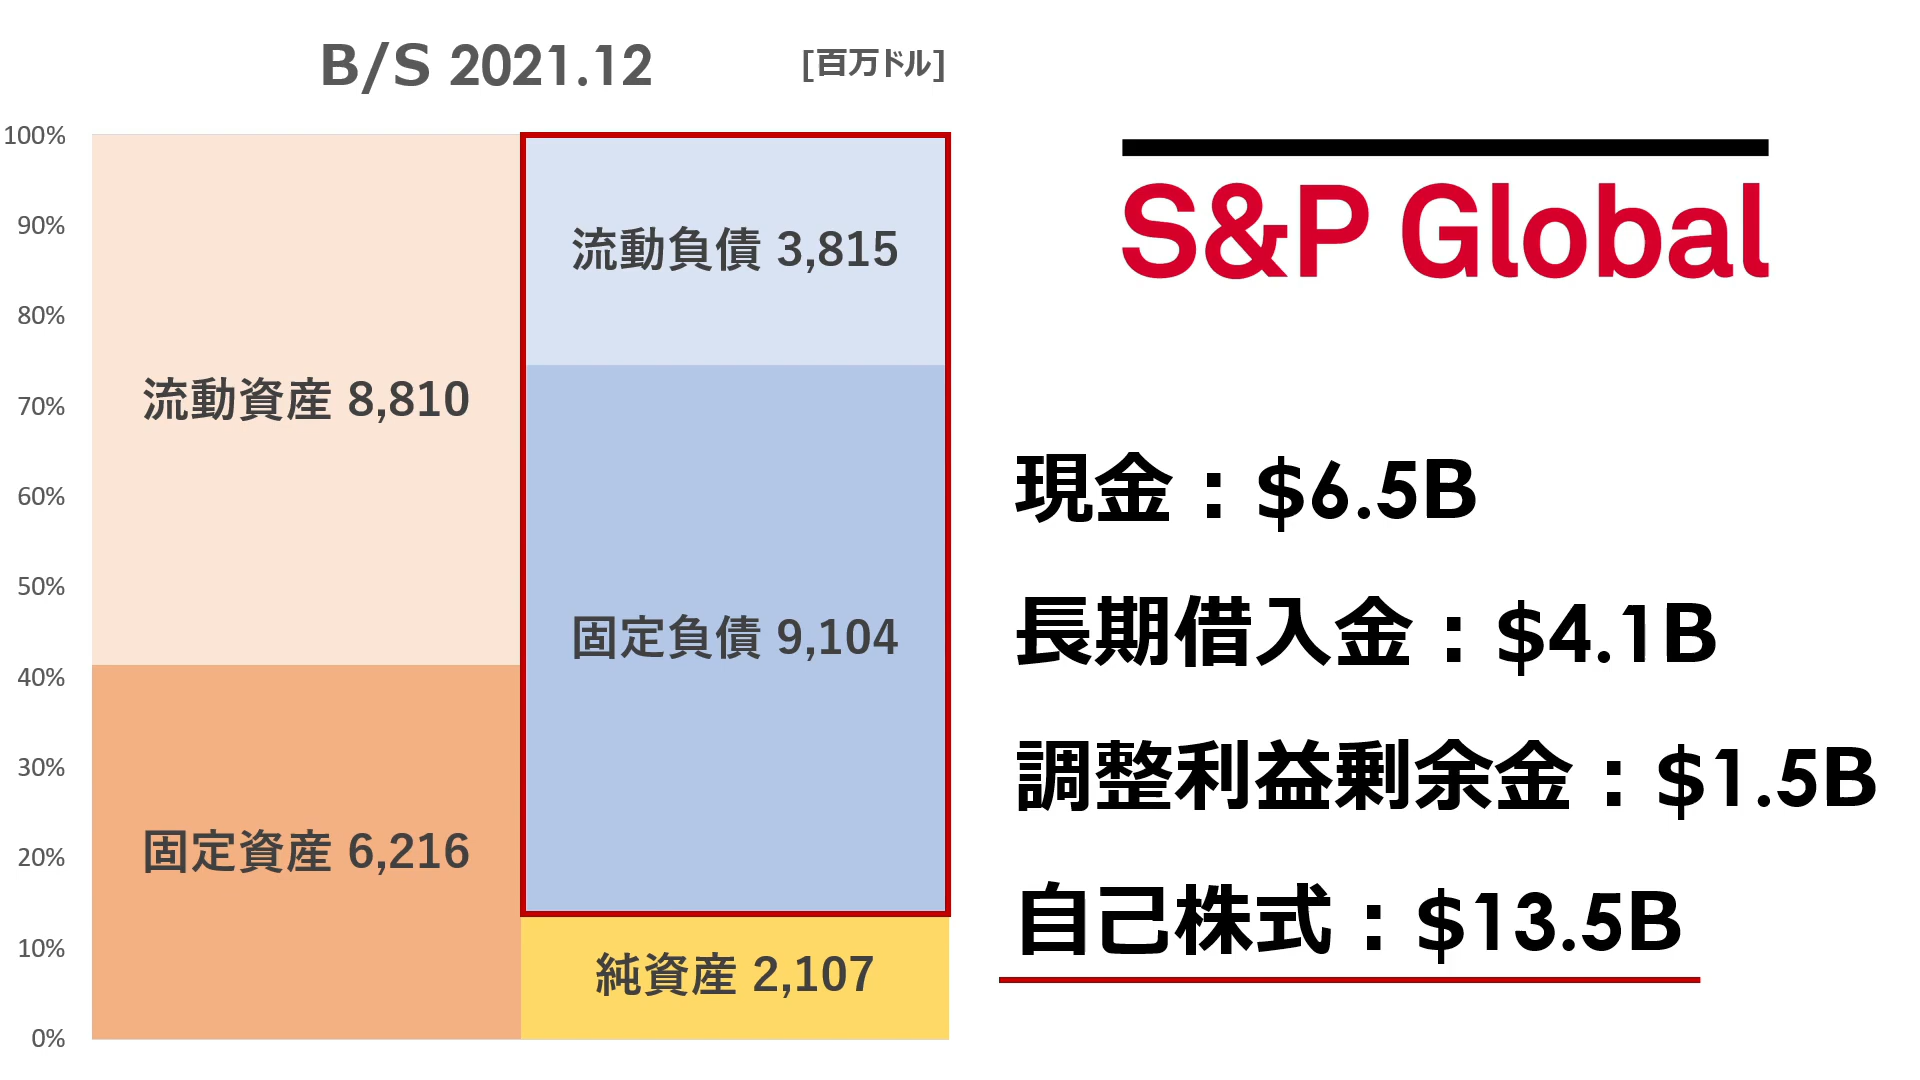 B/S 2021.12
[百万ドル]
100%
90%
80%
70%
60%
50%
40%
30%
20%
10%
0%
流動資産 8,810
固定資産 6,216
流動負債 3,815
固定負債 9,104
純資産 2,107
S&P Global
現金：$6.5B
長期借入金：$4.1B
調整利益剰余金：$1.5B
自己株式：$13.5B